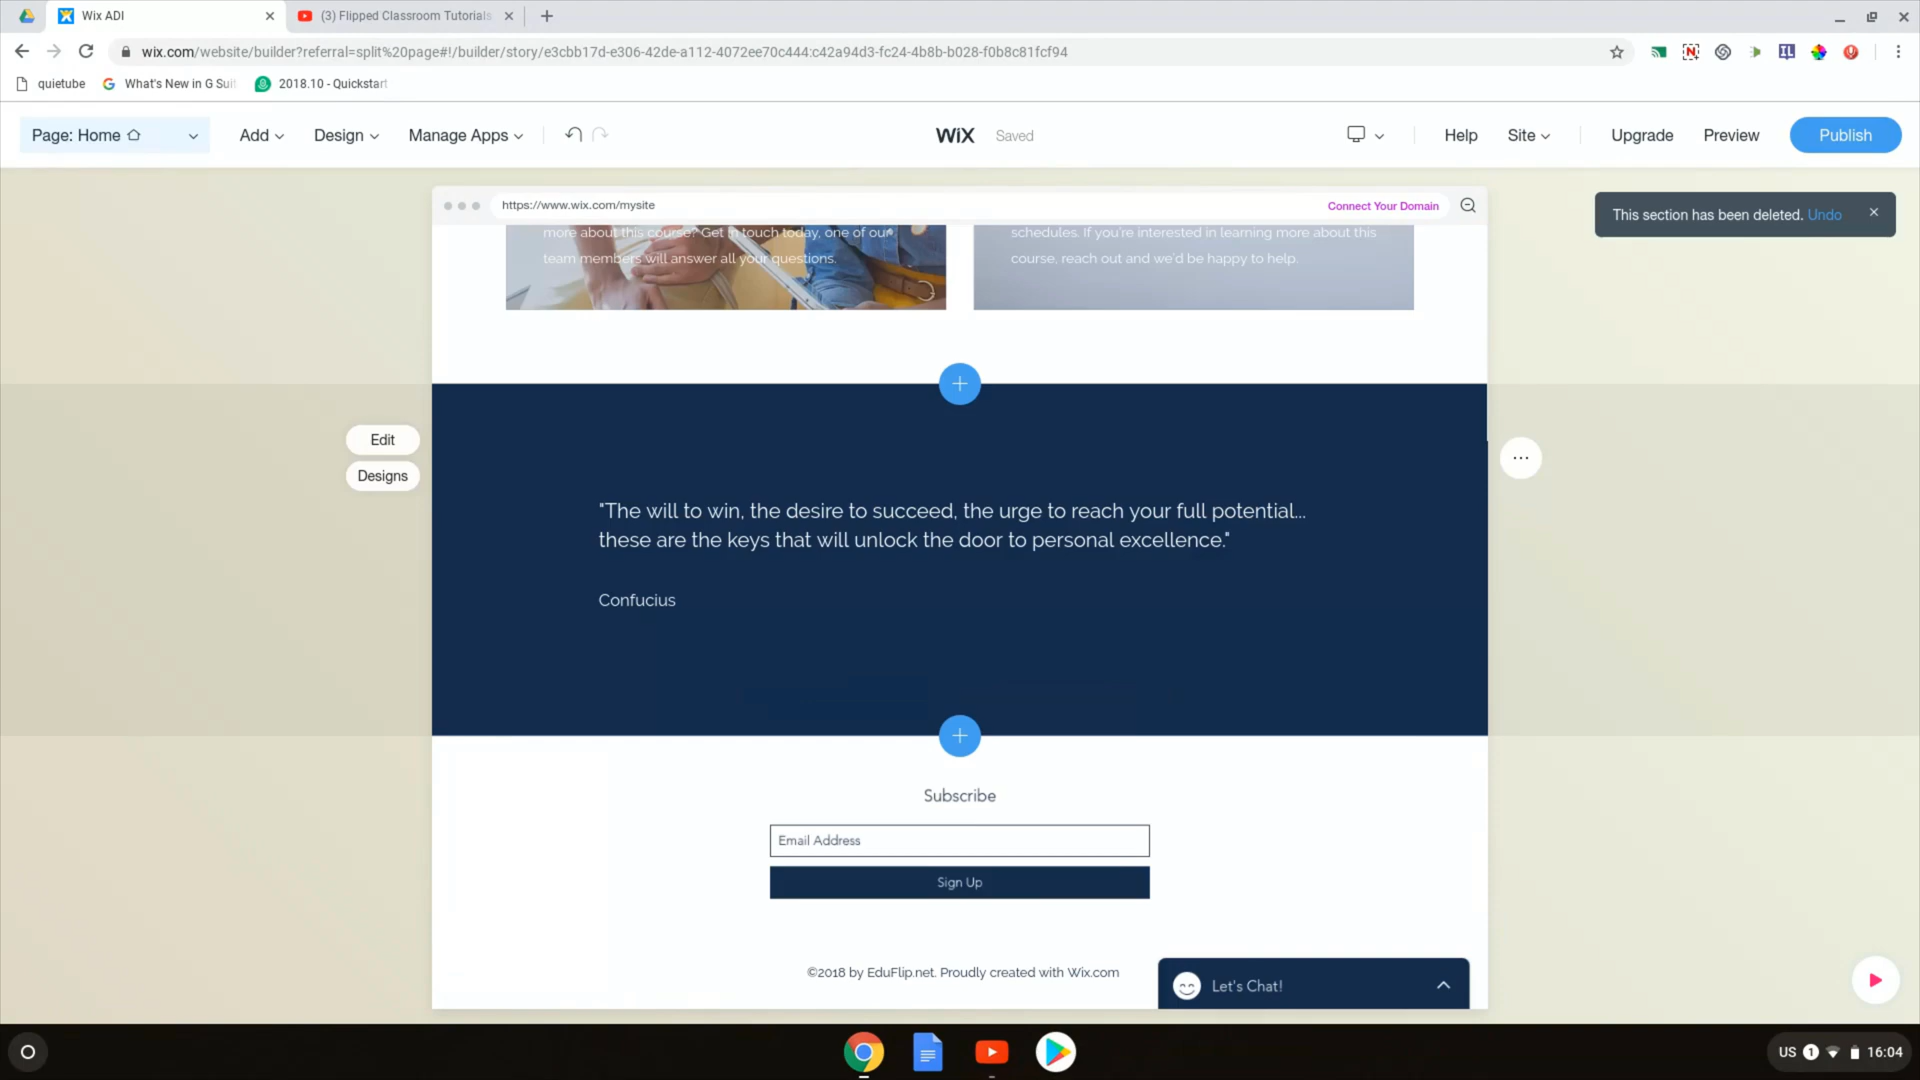 Wix ADI
(3) Flipped Classroom Tutorials
wix.com/website/builder?referral=split%20page#!/builder/story/e3cbb17d-e306-42de-a112-4072ee70c444:c42a94d3-fc24-4b8b-b028-f0b8c81fcf94
quietube
What's New in G Suit
2018.10 - Quickstart
Page: Home
Add
Design
Manage Apps
WiX
Saved
Help
Site
Upgrade
Preview
Publish
https://www.wix.com/mysite
Connect Your Domain
This section has been deleted. Undo
more about this course? Get in touch today, one of our
team members will answer all your questions.
schedules. If you're interested in learning more about this
course, reach out and we'd be happy to help.
Edit
Designs
"The will to win, the desire to succeed, the urge to reach your full potential...
these are the keys that will unlock the door to personal excellence."
Confucius
Subscribe
Email Address
Sign Up
©2018 by EduFlip.net. Proudly created with Wix.com
Let's Chat!
US 1 16:04